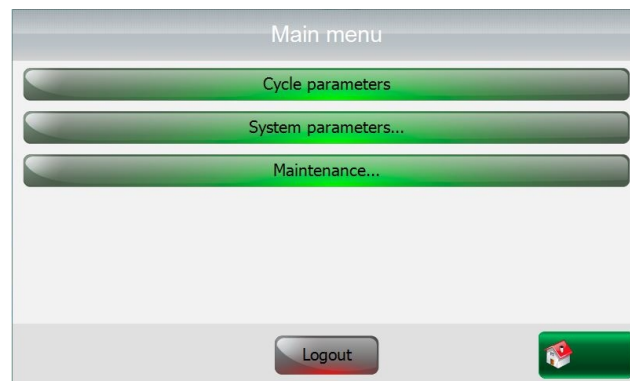 Main menu
Cycle parameters
System parameters...
Maintenance...
Logout